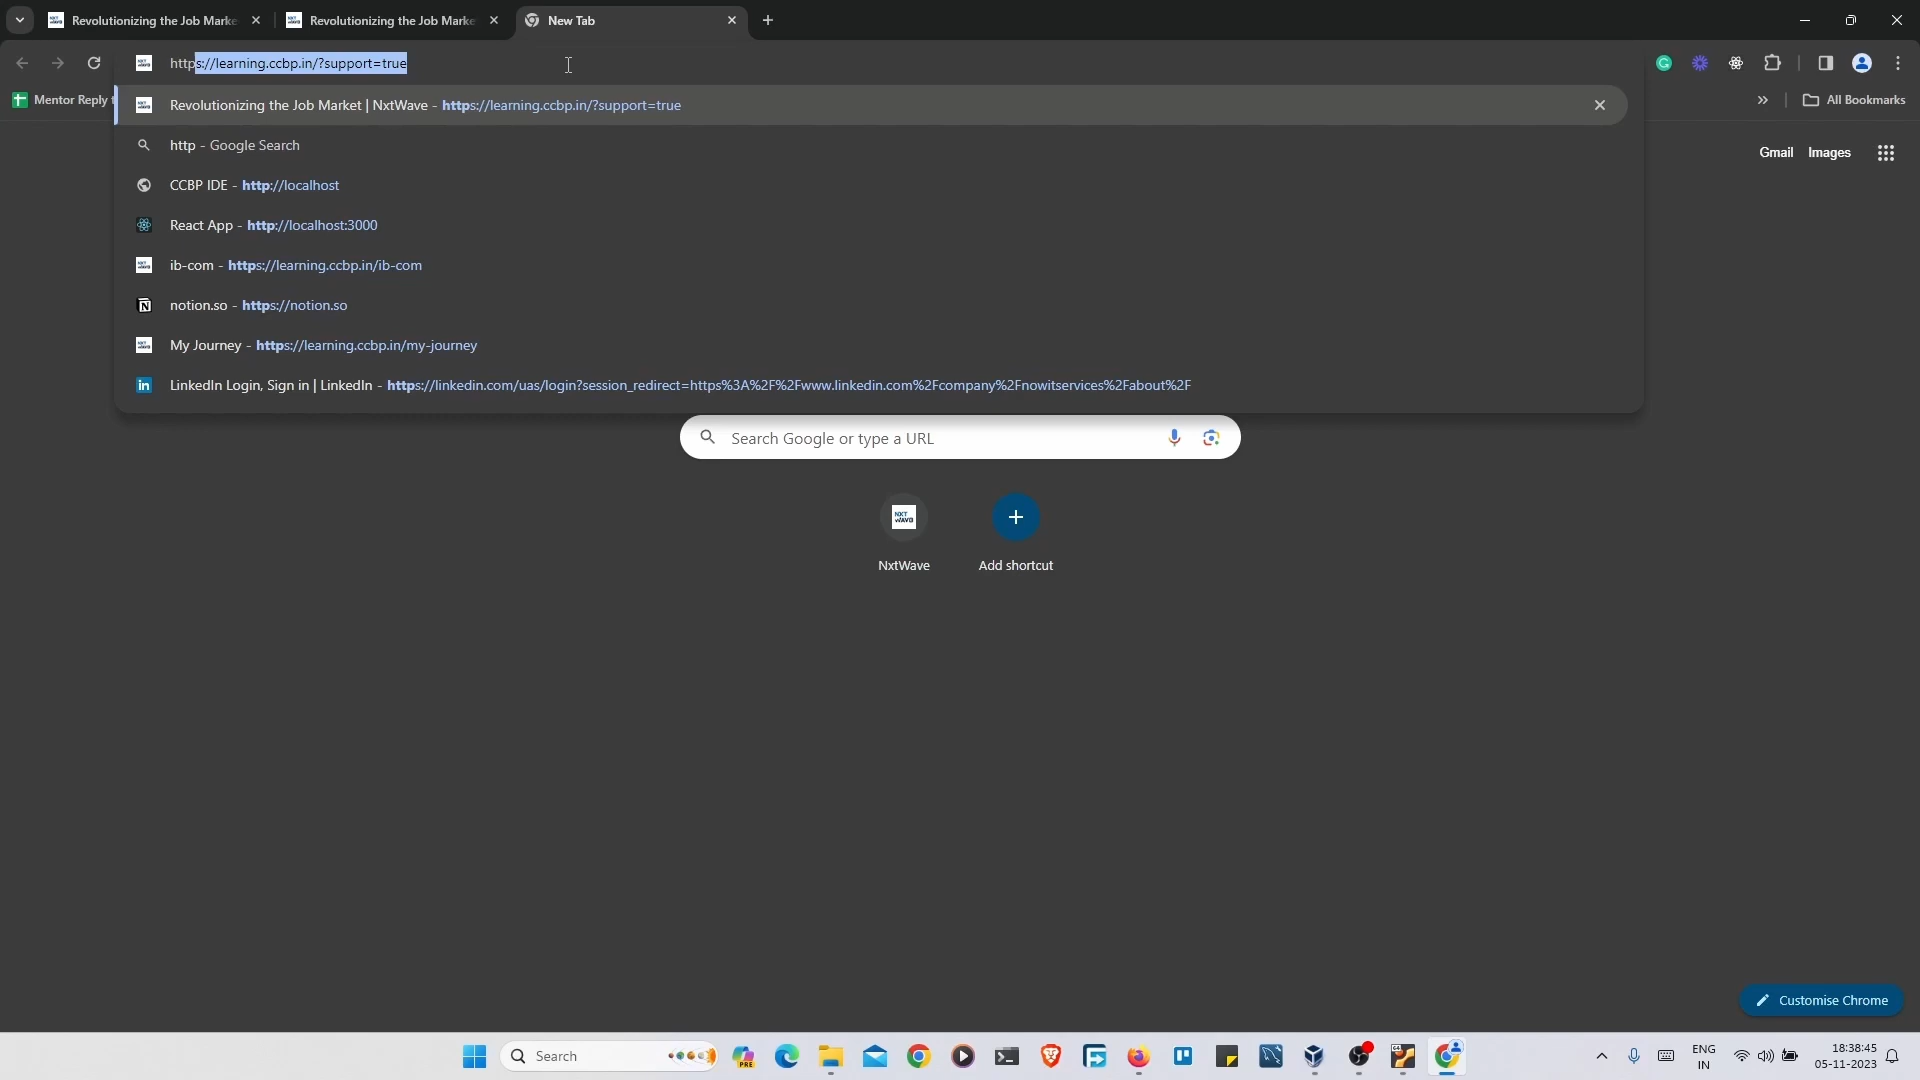 Revolutionizing the Job Marke
Revolutionizing the Job Marke
New Tab
https://learning.ccbp.in/?support=true
Mentor Reply
Revolutionizing the Job Market | NxtWave - https://learning.ccbp.in/?support=true
All Bookmarks
http - Google Search
Gmail Images
CCBP IDE - http://localhost
React App - http://localhost:3000
ib-com - https://learning.ccbp.in/ib-com
notion.so - https://notion.so
My Journey - https://learning.ccbp.in/my-journey
LinkedIn Login, Sign in | LinkedIn - https://linkedin.com/uas/login?session_redirect=https%3A%2F%2Fwww.linkedin.com%2Fcompany%2Fnowitservices%2Fabout%2F
Search Google or type a URL
NXT
WAVE
NxtWave
Add shortcut
Customise Chrome
Search
PRE
ENG
IN
18:38:45
05-11-2023